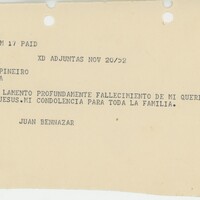 M 17 PAID
XD ADJUNTAS NOV 20/52
PINEIRO
A
LAMENTO PROFUNDAMENTE FALLECIMIENTO DE MI QUERI
JESUS.MI CONDOLENCIA PARA TODA LA FAMILIA.
JUAN BENNAZAR